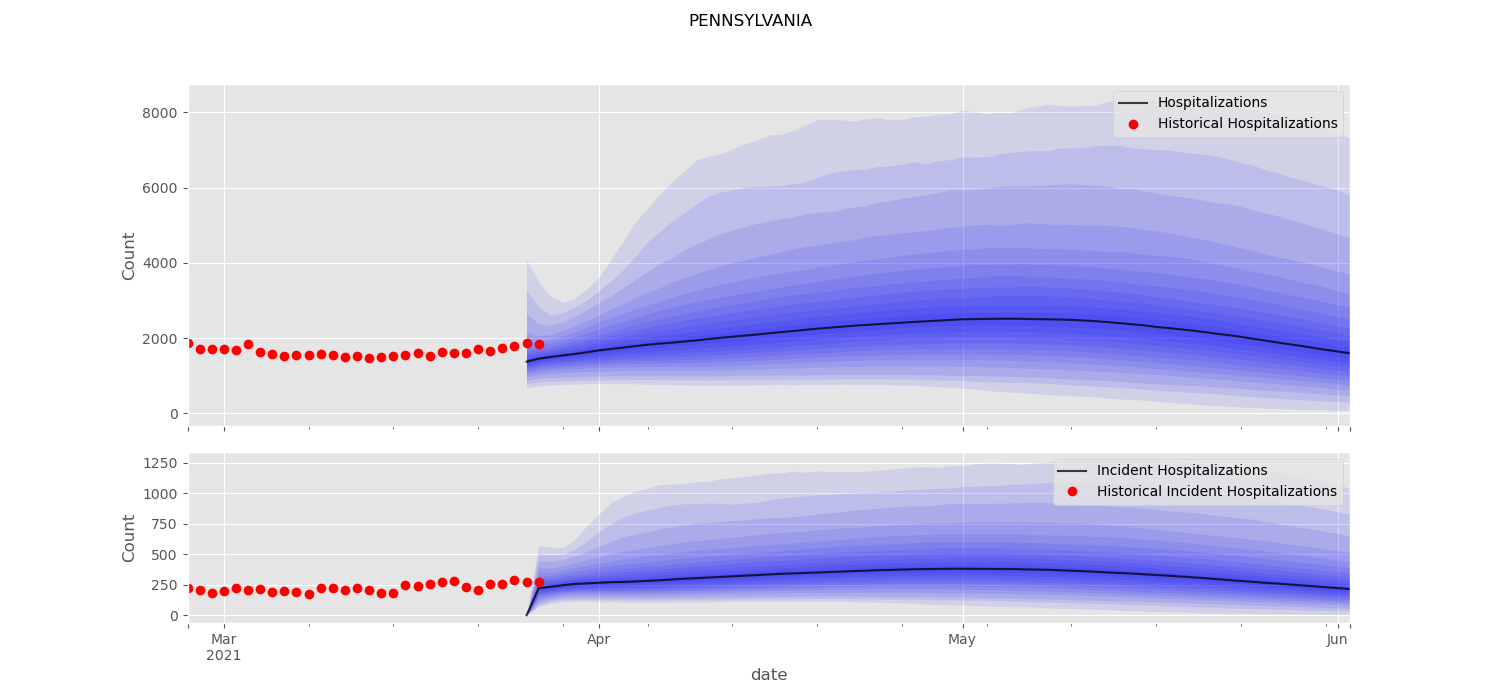 PENNSYLVANIA
8000
6000
4000
2000
0
Count
Hospitalizations
Historical Hospitalizations
1250
1000
750
500
250
0
Count
Incident Hospitalizations
Historical Incident Hospitalizations
Mar
2021
Apr
May
Jun
date